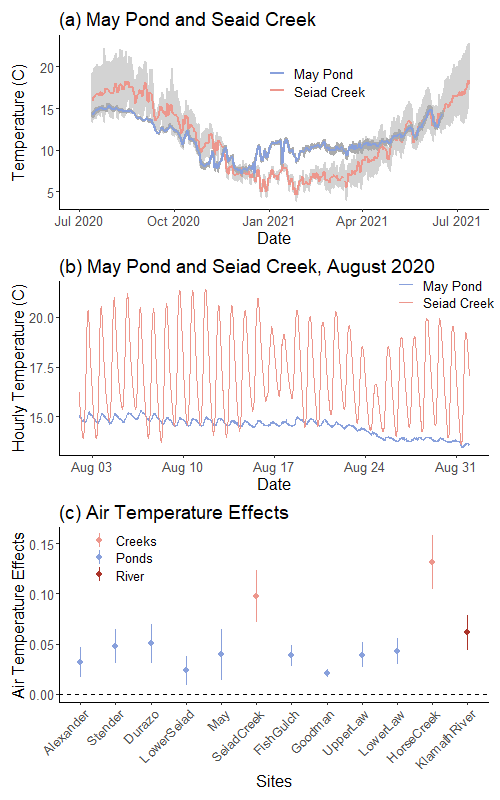 (a) May Pond and Seaid Creek
Temperature (C)
20
15
10
5
May Pond
Seiad Creek
Jul 2020
Oct 2020
Jan 2021
Apr 2021
Jul 2021
Date
(b) May Pond and Seiad Creek, August 2020
Hourly Temperature (C)
20.0
17.5
15.0
May Pond
Seiad Creek
Aug 03
Aug 10
Aug 17
Aug 24
Aug 31
Date
(c) Air Temperature Effects
Air Temperature Effects
0.15
0.10
0.05
0.00
Creeks
Ponds
River
Alexander
Stender
Durazo
LowerSeiad
May
SeiadCreek
FishGulch
Goodman
UpperLaw
LowerLaw
HorseCreek
KlamathRiver
Sites